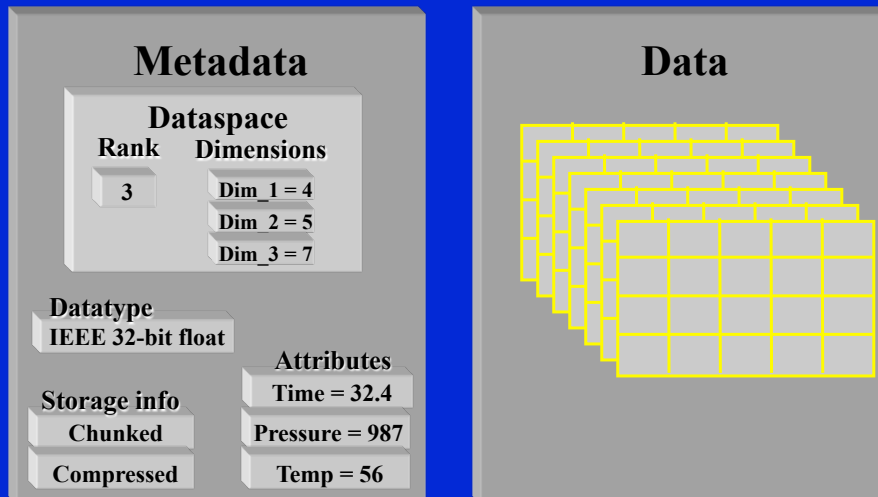 Metadata
Dataspace
Rank
Dimensions
3
Dim_1 = 4
Dim_2 = 5
Dim_3 = 7
Datatype
IEEE 32-bit float
Attributes
Time = 32.4
Pressure = 987
Temp = 56
Storage info
Chunked
Compressed
Data